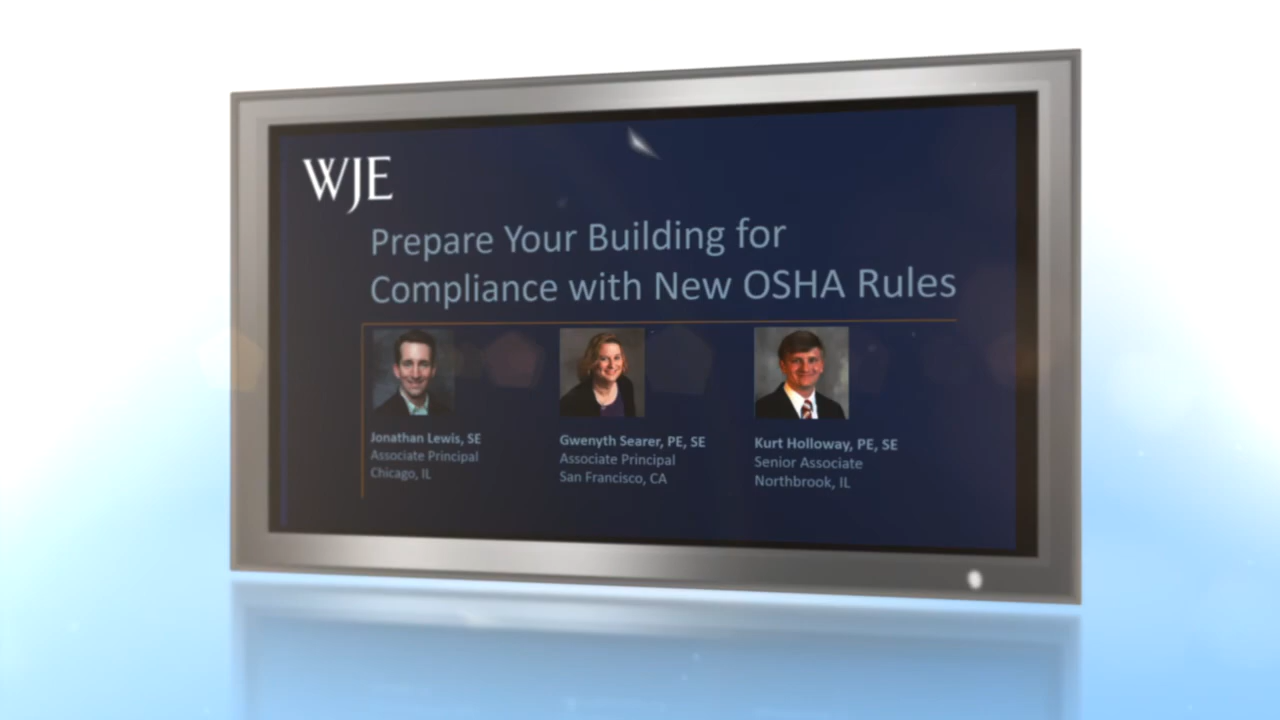 WJE
Prepare Your Building for
Compliance with New OSHA Rules
Jonathan Lewis, SE
Associate Principal
Chicago, IL
Gwenyth Searer, PE, SE
Associate Principal
San Francisco, CA
Kurt Holloway, PE, SE
Senior Associate
Northbrook, IL